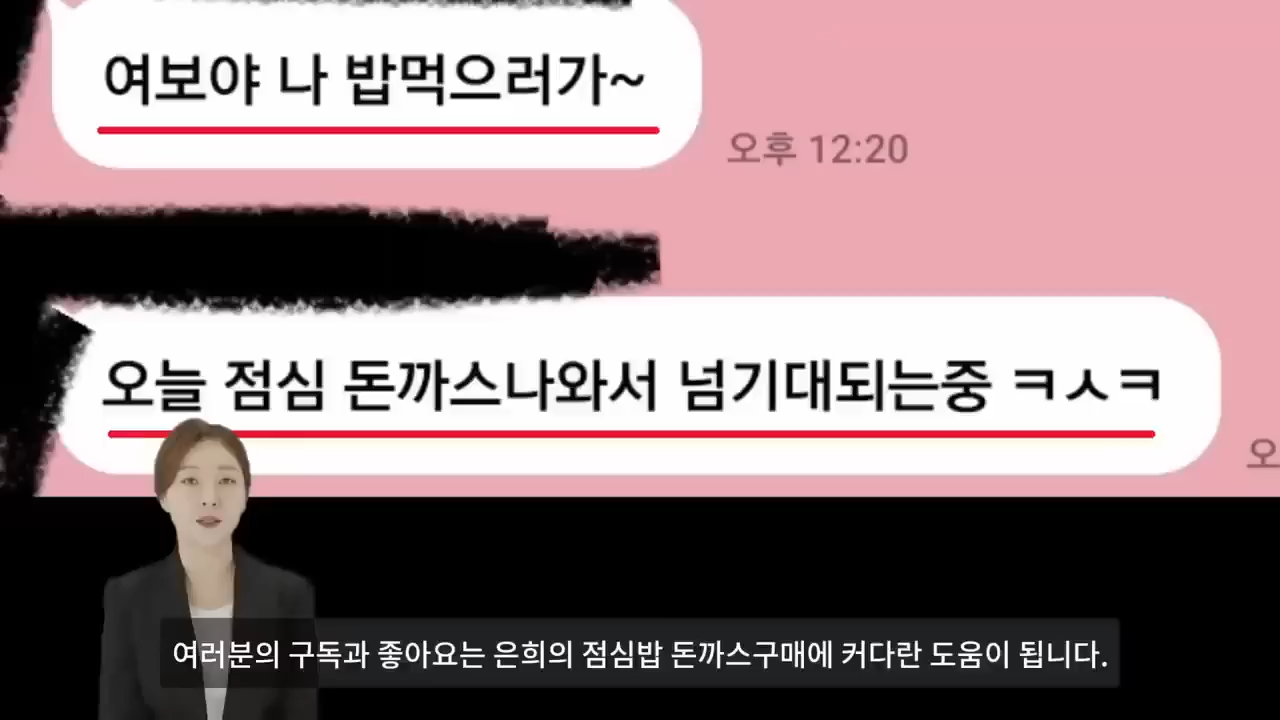 여보야 나 밥먹으러가~
오후 12:20
오늘 점심 돈까스나와서 넘기대되는중 ㅋㅅㅋ
오
여러분의 구독과 좋아요는 은희의 점심밥 돈까스구매에 커다란 도움이 됩니다.